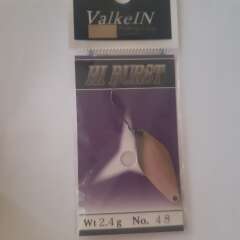 ValkeIN
HI BURST
Wt 2.4g No. 48